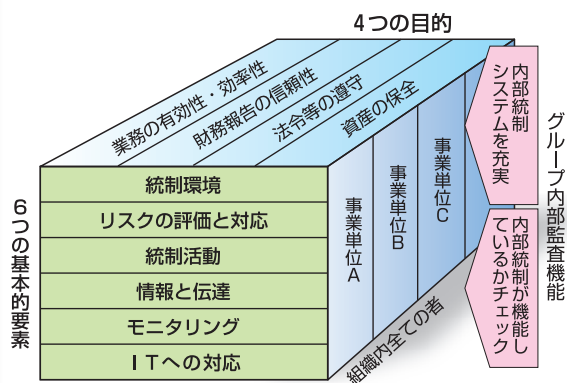 4つの目的
業務の有効性・効率性
財務報告の信頼性
法令等の遵守
資産の保全
6つの基本的要素
統制環境
リスクの評価と対応
統制活動
情報と伝達
モニタリング
ITへの対応
事業単位A
事業単位B
事業単位C
組織内全ての者
内部統制
システムを充実
内部統制が機能し
ているかチェック
グループ内部監査機能